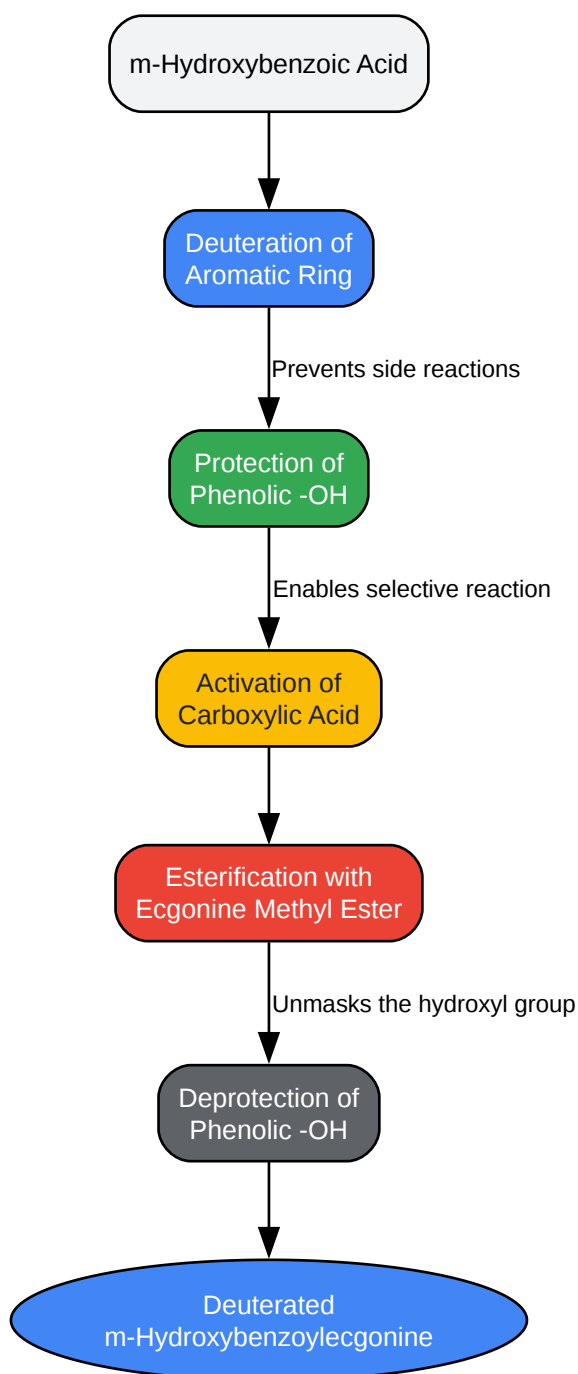 m-Hydroxybenzoic Acid
Deuteration of
Aromatic Ring
Prevents side reactions
Protection of
Phenolic -OH
Enables selective reaction
Activation of
Carboxylic Acid
Esterification with
Ecgonine Methyl Ester
Unmasks the hydroxyl group
Deprotection of
Phenolic -OH
Deuterated
m-Hydroxybenzoylecgonine